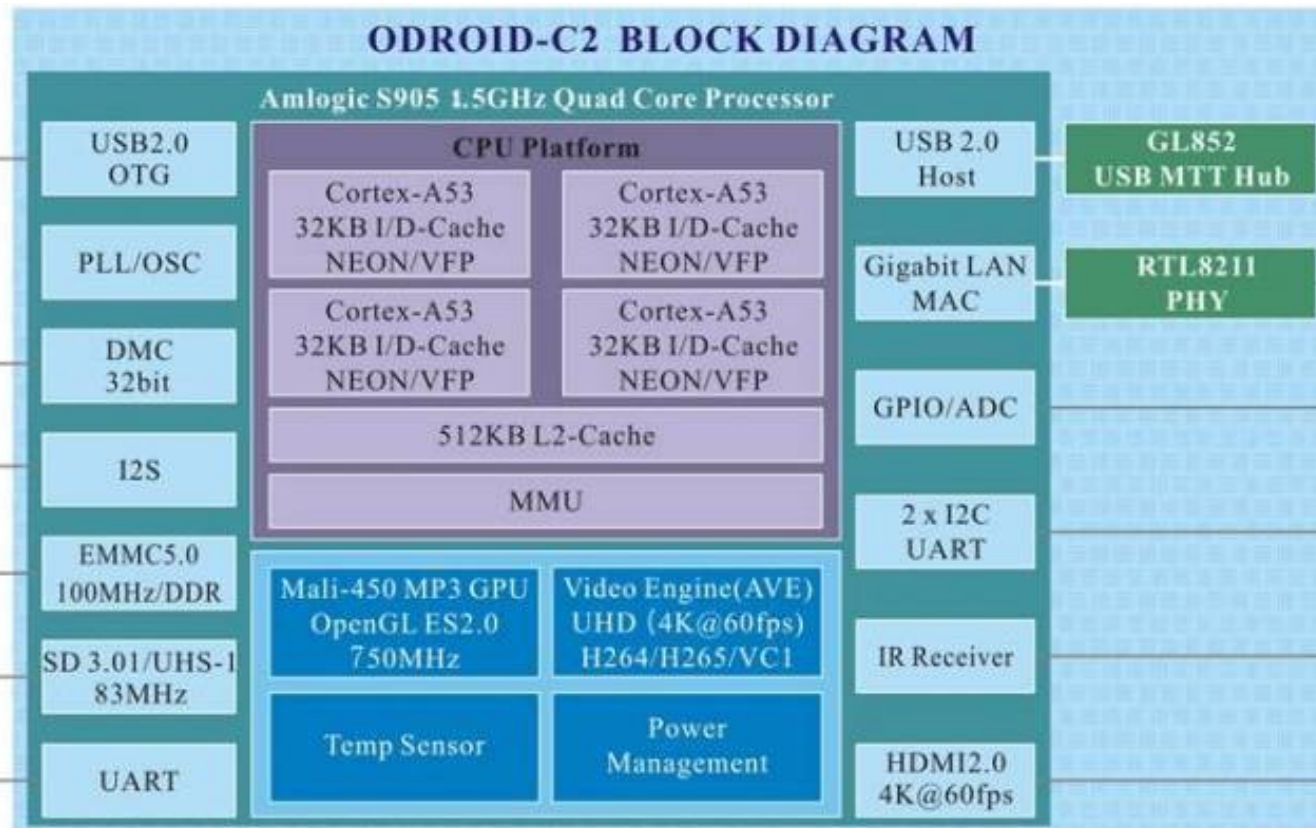 ODROID-C2 BLOCK DIAGRAM
Amlogic S905 1.5GHz Quad Core Processor
USB2.0
OTG
PLL/OSC
DMC
32bit
I2S
EMMC5.0
100MHz/DDR
SD 3.01/UHS-1
83MHz
UART
CPU Platform
Cortex-A53
32KB I/D-Cache
NEON/VFP
Cortex-A53
32KB I/D-Cache
NEON/VFP
Cortex-A53
32KB I/D-Cache
NEON/VFP
Cortex-A53
32KB I/D-Cache
NEON/VFP
512KB L2-Cache
MMU
Mali-450 MP3 GPU
OpenGL ES2.0
750MHz
Video Engine(AVE)
UHD (4K@60fps)
H264/H265/VC1
Temp Sensor
Power
Management
USB 2.0
Host
Gigabit LAN
MAC
GPIO/ADC
2 x I2C
UART
IR Receiver
HDMI2.0
4K@60fps
GL852
USB MTT Hub
RTL8211
PHY